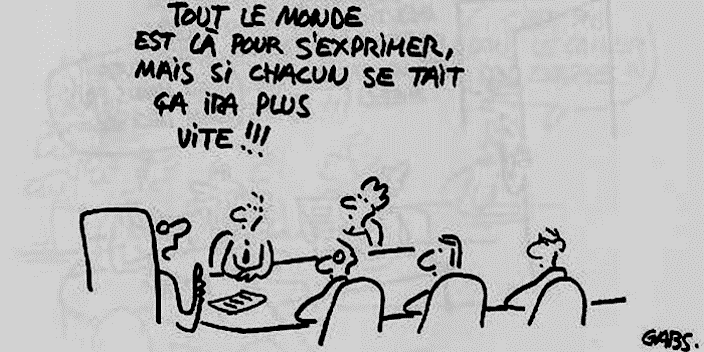 TOUT LE MONDE
EST LÀ POUR S'EXPRIMER,
MAIS SI CHACUN SE TAIT
ÇA IRA PLUS
VITE !!!
GABS.